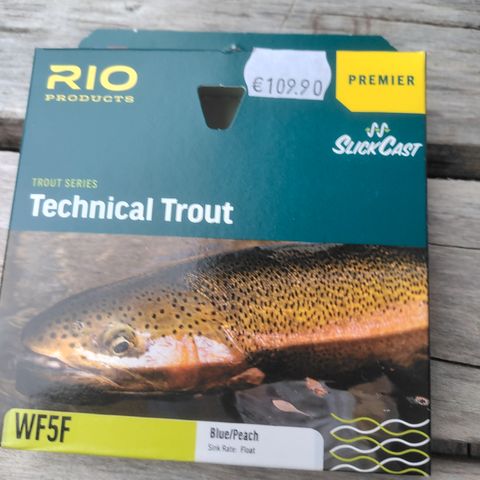 RIO
PRODUCTS
€109.90
PREMIER
SLICKCAST
TROUT SERIES
Technical Trout
WF5F
Blue/Peach
Sink Rate: Float